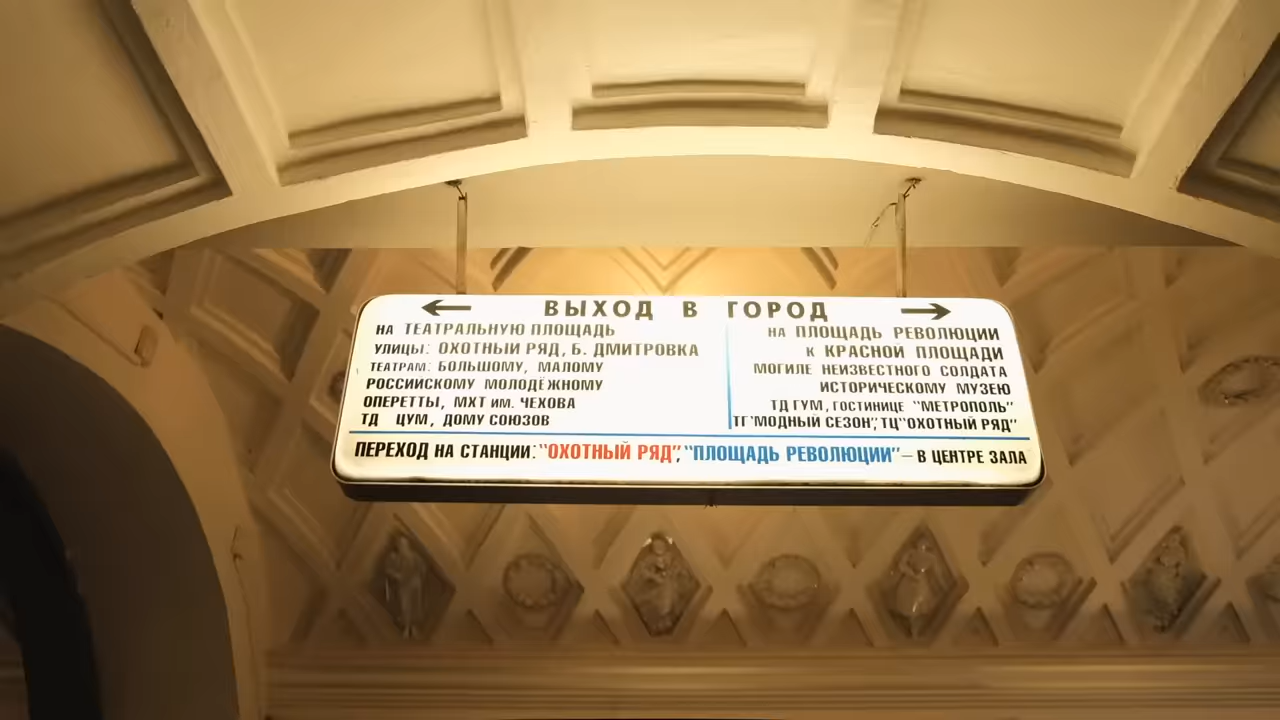 ← ВЫХОД В ГОРОД →
НА ТЕАТРАЛЬНУЮ ПЛОЩАДЬ
УЛИЦЫ: ОХОТНЫЙ РЯД, Б. ДМИТРОВКА
ТЕАТРАМ: БОЛЬШОМУ, МАЛОМУ
РОССИЙСКОМУ МОЛОДЁЖНОМУ
ОПЕРЕТТЫ, МХТ ИМ. ЧЕХОВА
ТД ЦУМ, ДОМУ СОЮЗОВ
НА ПЛОЩАДЬ РЕВОЛЮЦИИ
К КРАСНОЙ ПЛОЩАДИ
МОГИЛЕ НЕИЗВЕСТНОГО СОЛДАТА
ИСТОРИЧЕСКОМУ МУЗЕЮ
ТД ГУМ, ГОСТИНИЦЕ "МЕТРОПОЛЬ"
ТГ"МОДНЫЙ СЕЗОН", ТЦ"ОХОТНЫЙ РЯД"
ПЕРЕХОД НА СТАНЦИИ: "ОХОТНЫЙ РЯД", "ПЛОЩАДЬ РЕВОЛЮЦИИ" – В ЦЕНТРЕ ЗАЛА